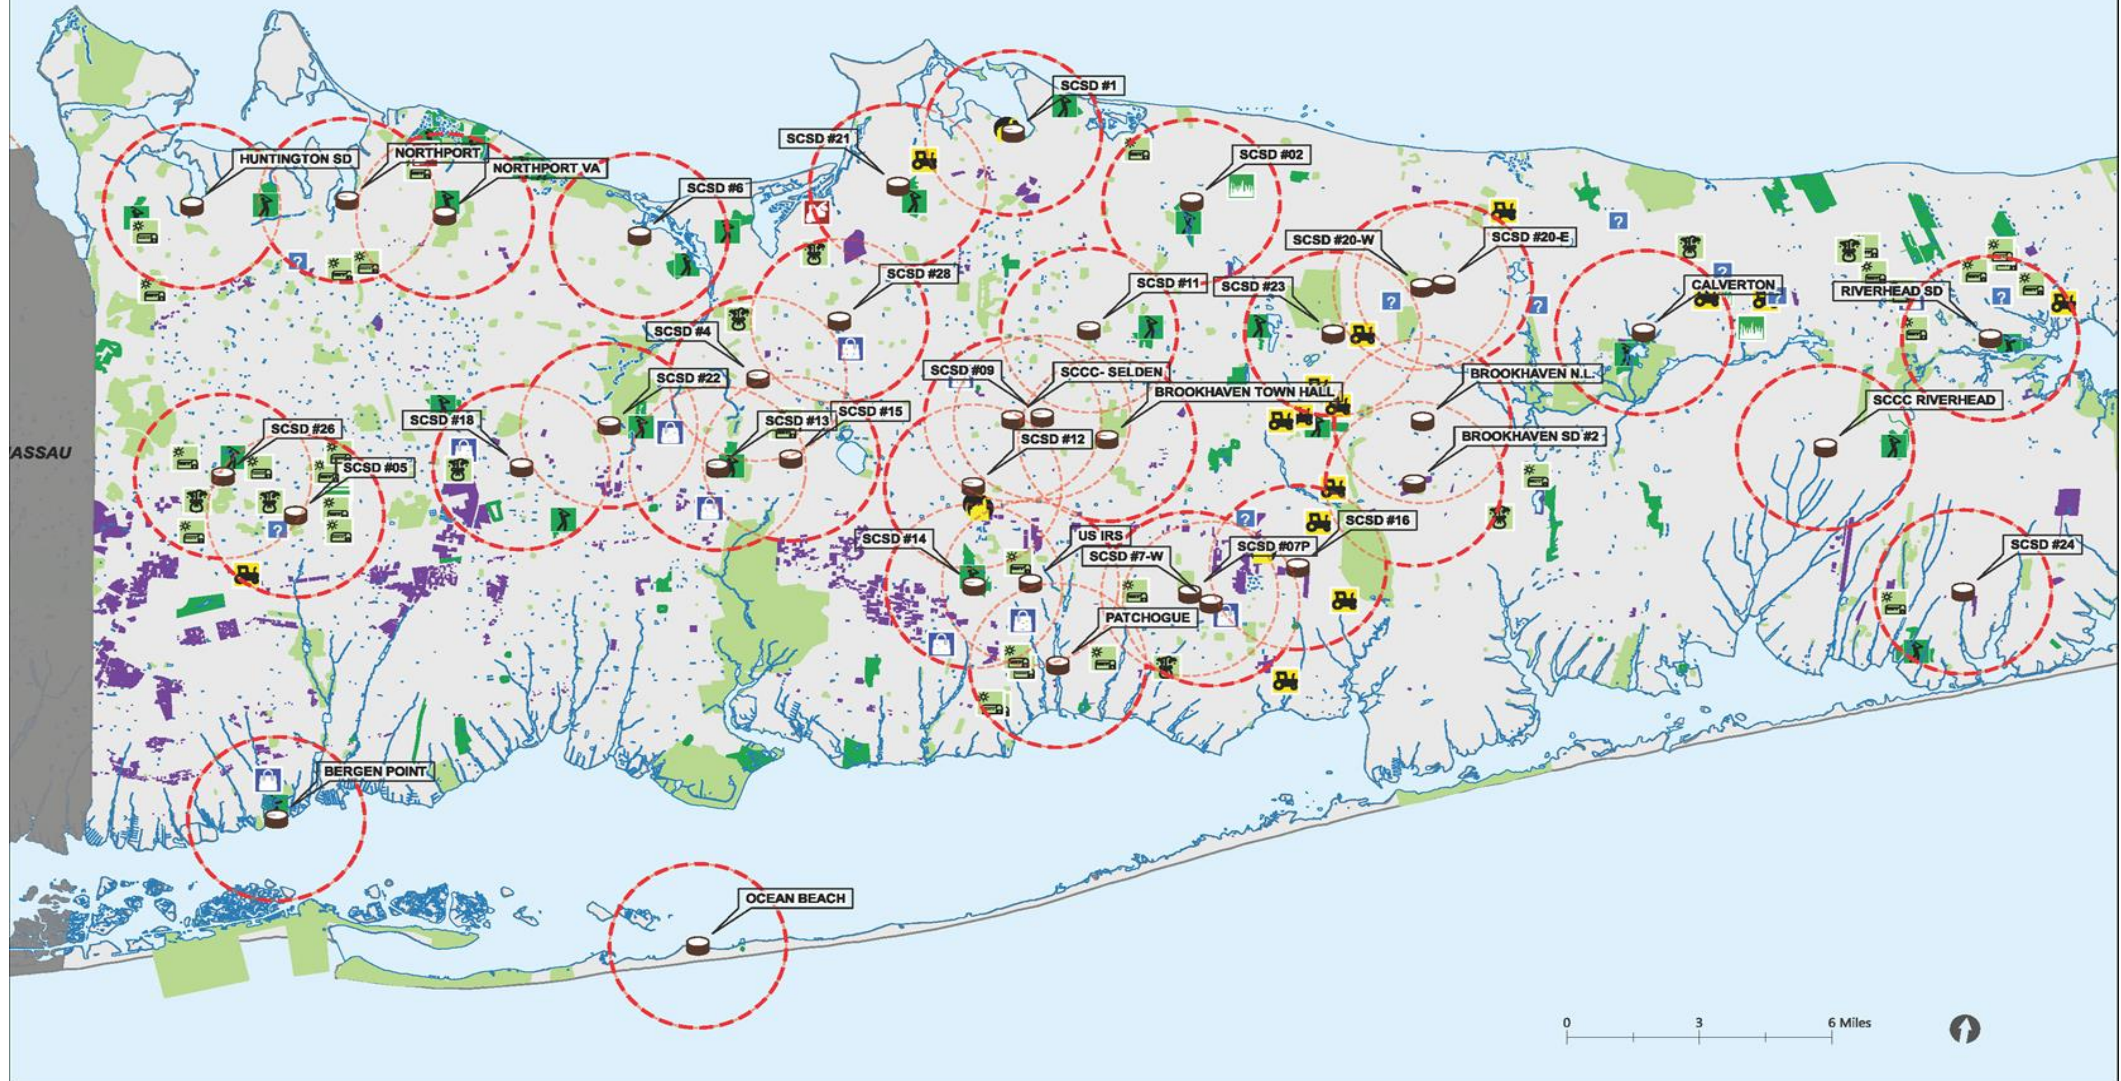 SCSD #1
SCSD #21
HUNTINGTON SD
NORTHPORT
NORTHPORT VA
SCSD #6
SCSD #02
SCSD #20-W
SCSD #20-E
SCSD #28
SCSD #11
SCSD #23
CALVERTON
RIVERHEAD SD
SCSD #4
SCSD #22
SCSD #09
SCCC- SELDEN
BROOKHAVEN TOWN HALL
BROOKHAVEN N.L.
SCCC RIVERHEAD
SCSD #26
SCSD #18
SCSD #13
SCSD #15
SCSD #12
BROOKHAVEN SD #2
SCSD #05
SCSD #14
US IRS
SCSD #7-W
SCSD #07P
SCSD #16
SCSD #24
PATCHOGUE
BERGEN POINT
OCEAN BEACH
0 3 6 Miles